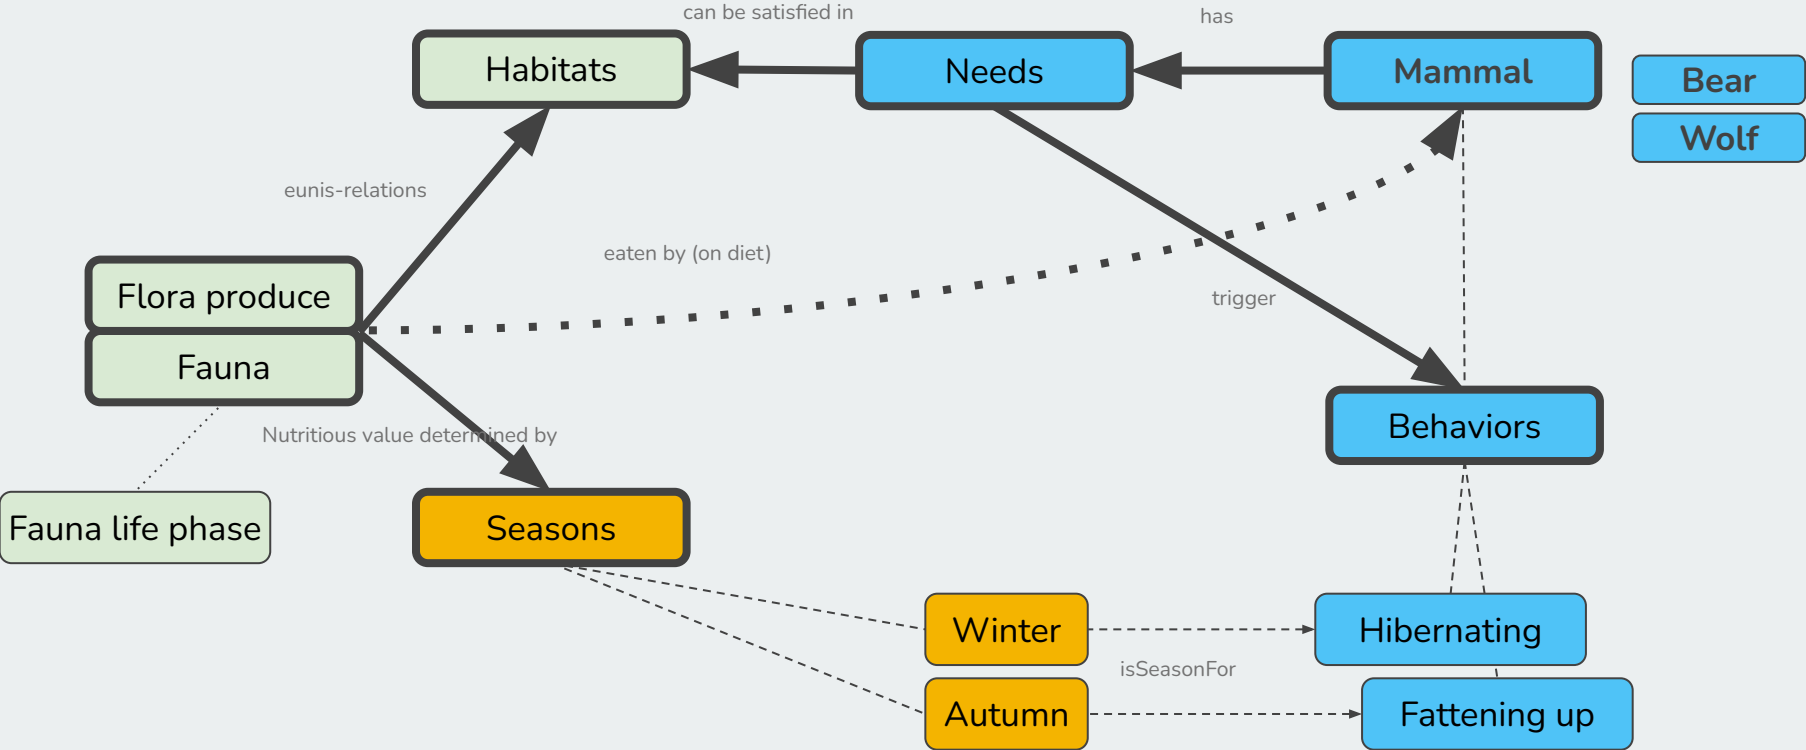 can be satisfied in
has
Habitats
Needs
Mammal
Bear
Wolf
eunis-relations
eaten by (on diet)
Flora produce
trigger
Fauna
Nutritious value determined by
Behaviors
Fauna life phase
Seasons
Winter
Hibernating
isSeasonFor
Autumn
Fattening up